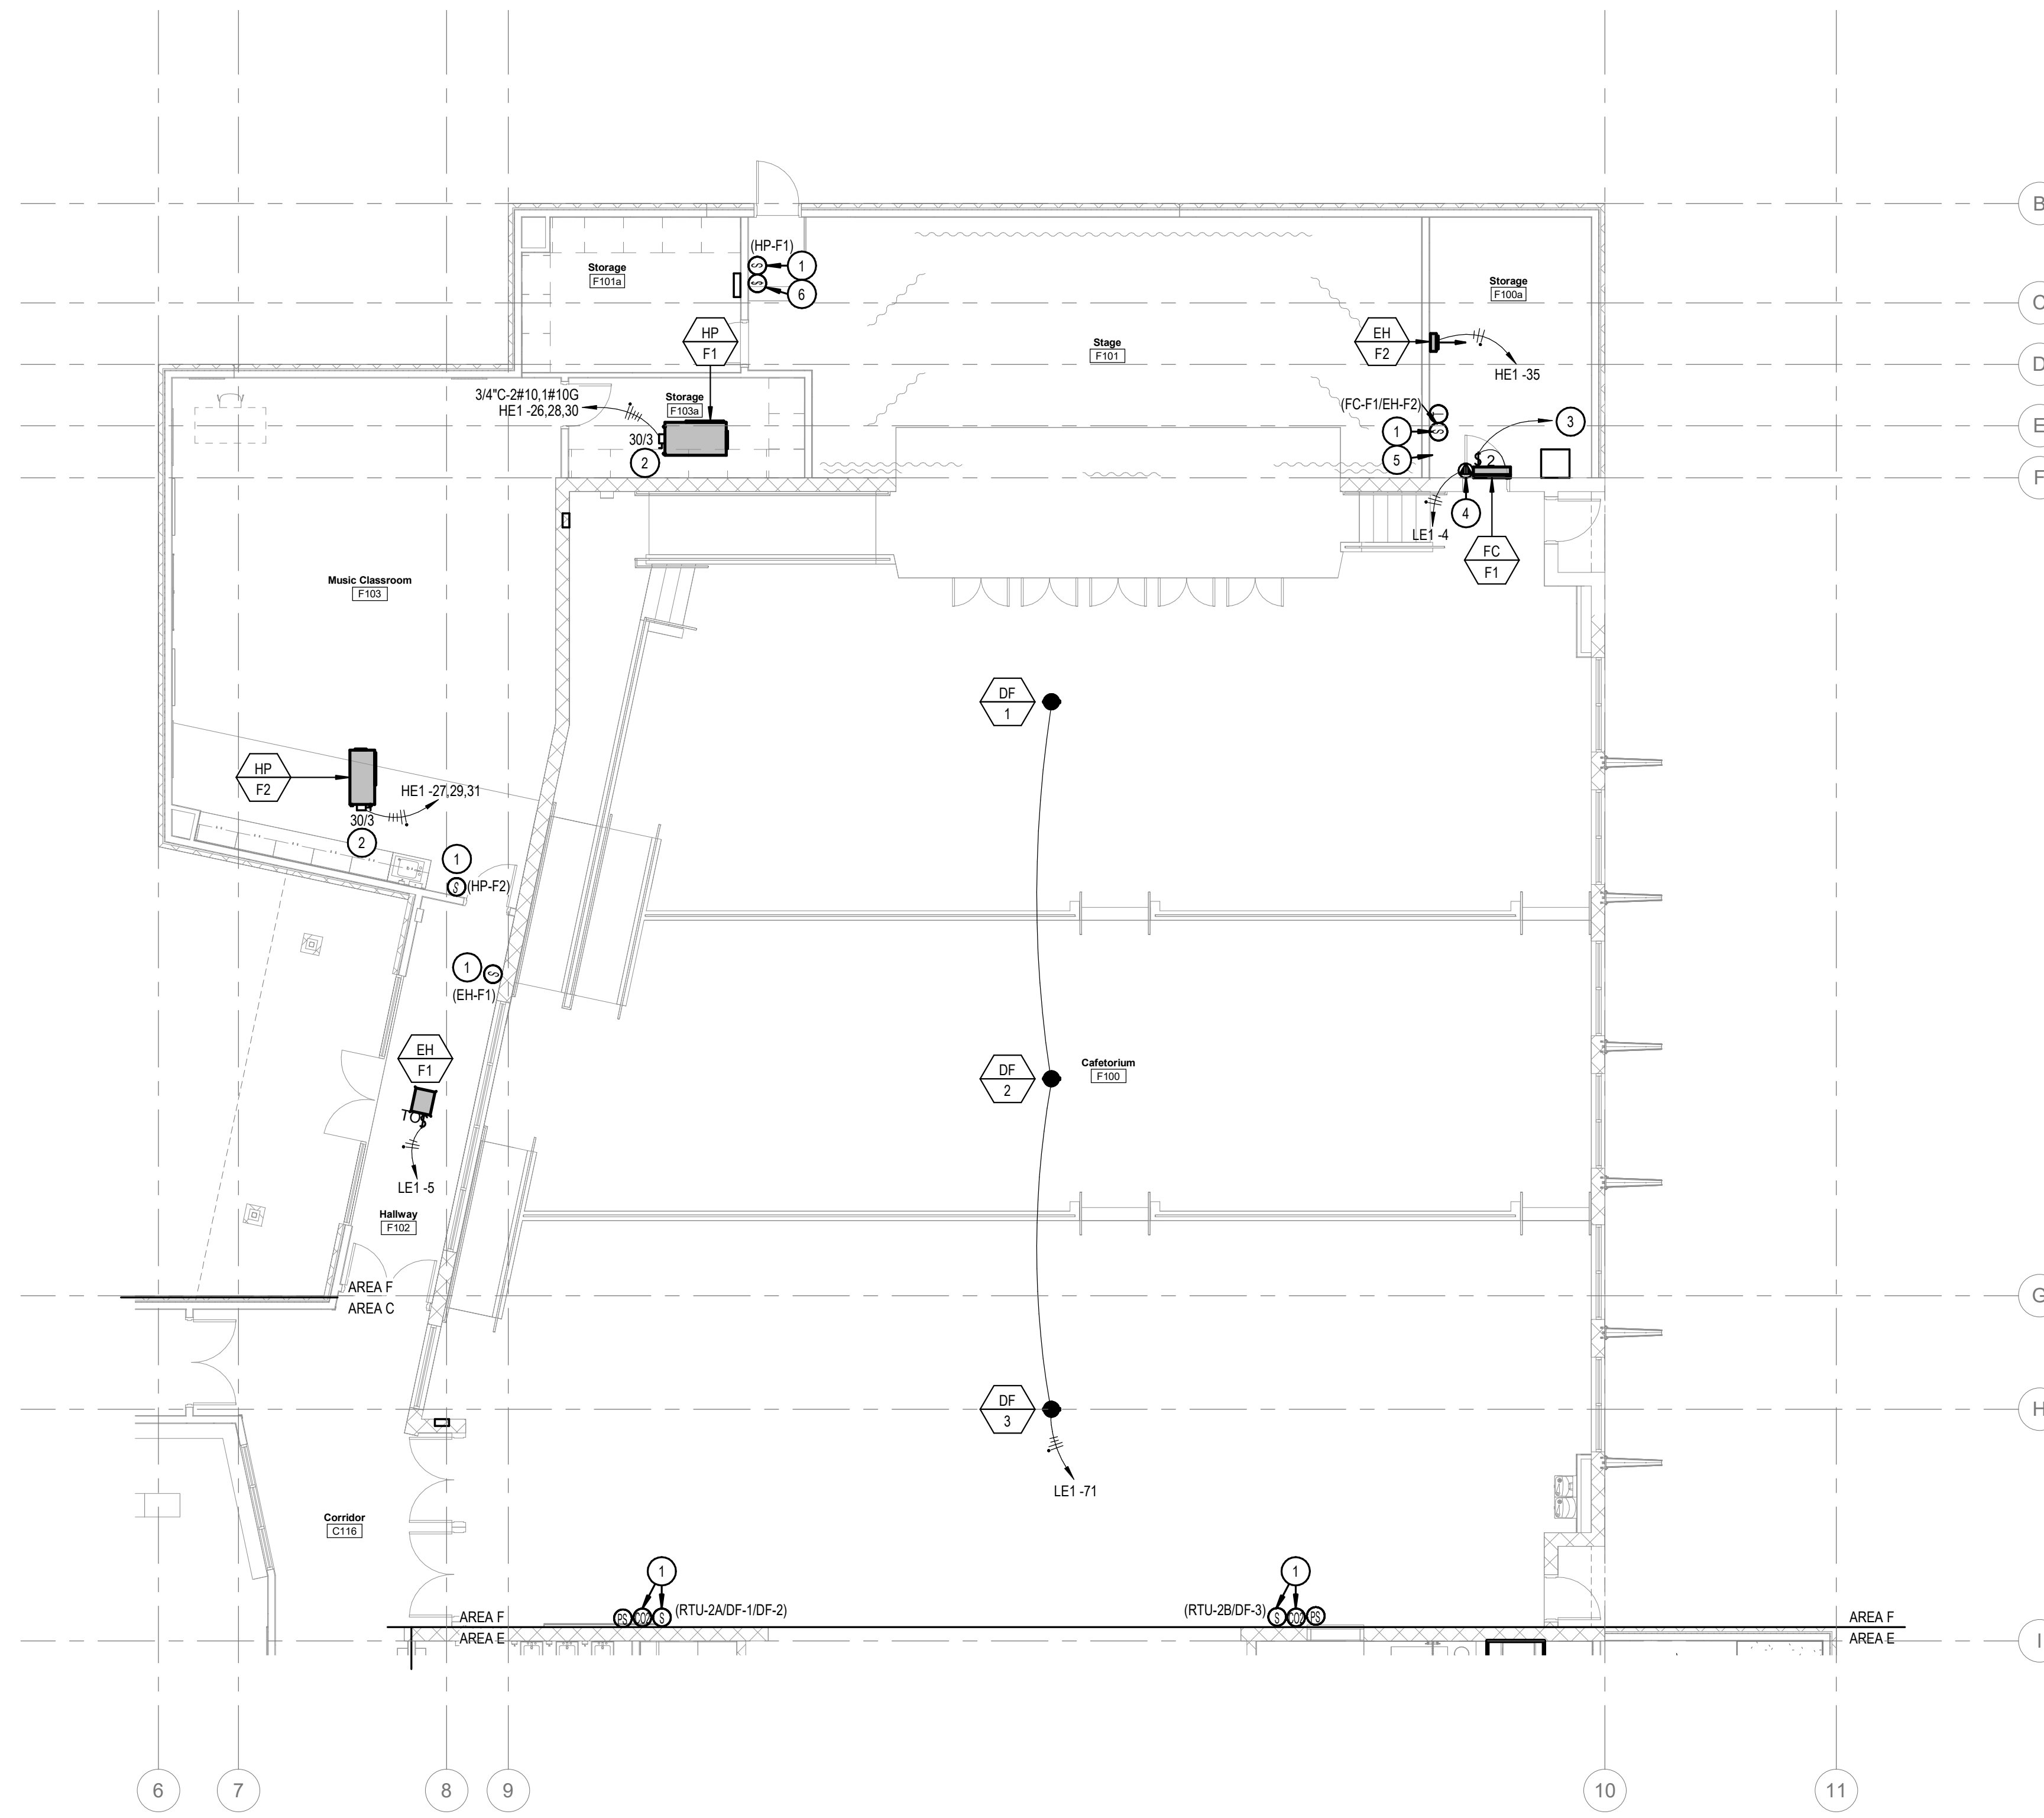 B
(HP-F1)
S
1
S
6
Storage
F101a
Storage
F100a
C
HP
F1
EH
F2
HE1 -35
Stage
F101
D
3/4"C-2#10,1#10G
HE1 -26,28,30
Storage
F103a
30/3
2
(FC-F1/EH-F2)
T
1
S
5
3
E
$ 2
F
4
LE1 -4
FC
F1
Music Classroom
F103
DF
1
HP
F2
HE1 -27,29,31
30/3
2
1
S
(HP-F2)
1
S
(EH-F1)
EH
F1
TO
$
LE1 -5
DF
2
Cafetorium
F100
Hallway
F102
AREA F
AREA C
G
DF
3
H
LE1 -71
Corridor
C116
1
PS
CO2
S
(RTU-2A/DF-1/DF-2)
1
(RTU-2B/DF-3)
S
CO2
PS
AREA F
AREA E
AREA F
AREA E
I
6
7
8
9
10
11